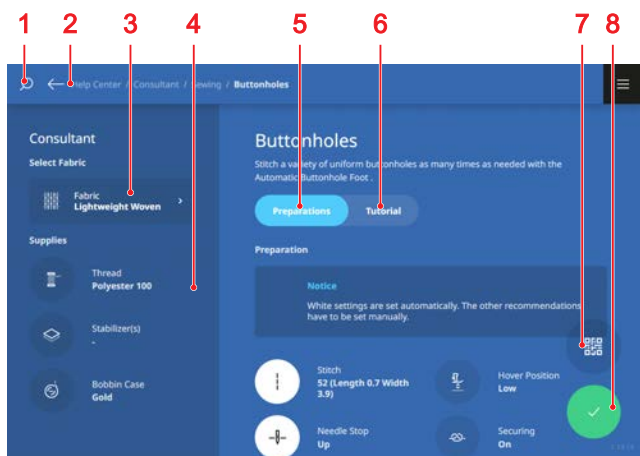 1 2 3 4 5 6 7 8
Help Center / Consultant / Sewing / Buttonholes
Consultant
Select Fabric
Fabric
Lightweight Woven
Supplies
Thread
Polyester 100
Stabilizer(s)
-
Bobbin Case
Gold
Buttonholes
Stitch a variety of uniform buttonholes as many times as needed with the
Automatic Buttonhole Foot .
Preparations
Tutorial
Preparation
Notice
White settings are set automatically. The other recommendations
have to be set manually.
Stitch
52 (Length 0.7 Width
3.9)
Hover Position
Low
Needle Stop
Up
Securing
On